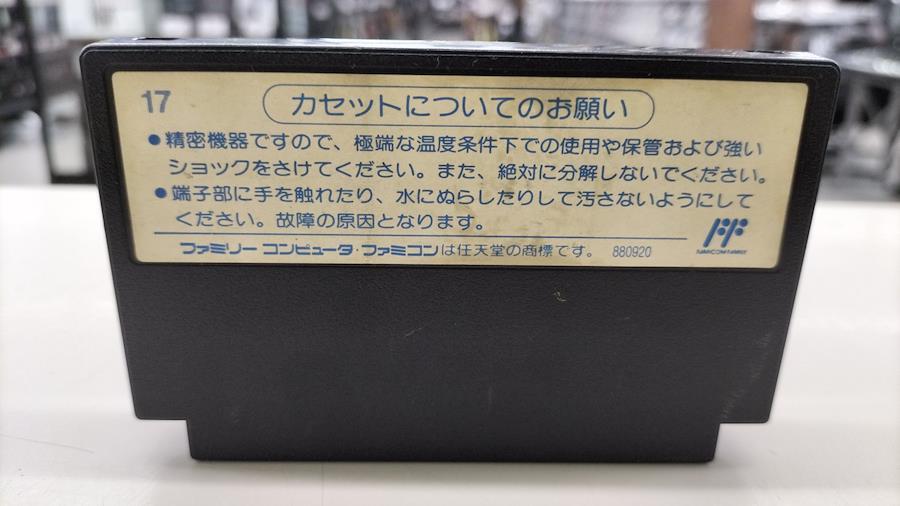 17
カセットについてのお願い
●精密機器ですので、極端な温度条件下での使用や保管および強い
ショックをさけてください。また、絶対に分解しないでください。
●端子部に手を触れたり、水にぬらしたりして汚さないようにして
ください。故障の原因となります。
ファミリーコンピュータ・ファミコンは任天堂の商標です。 880920
FAMICOM FAMILY